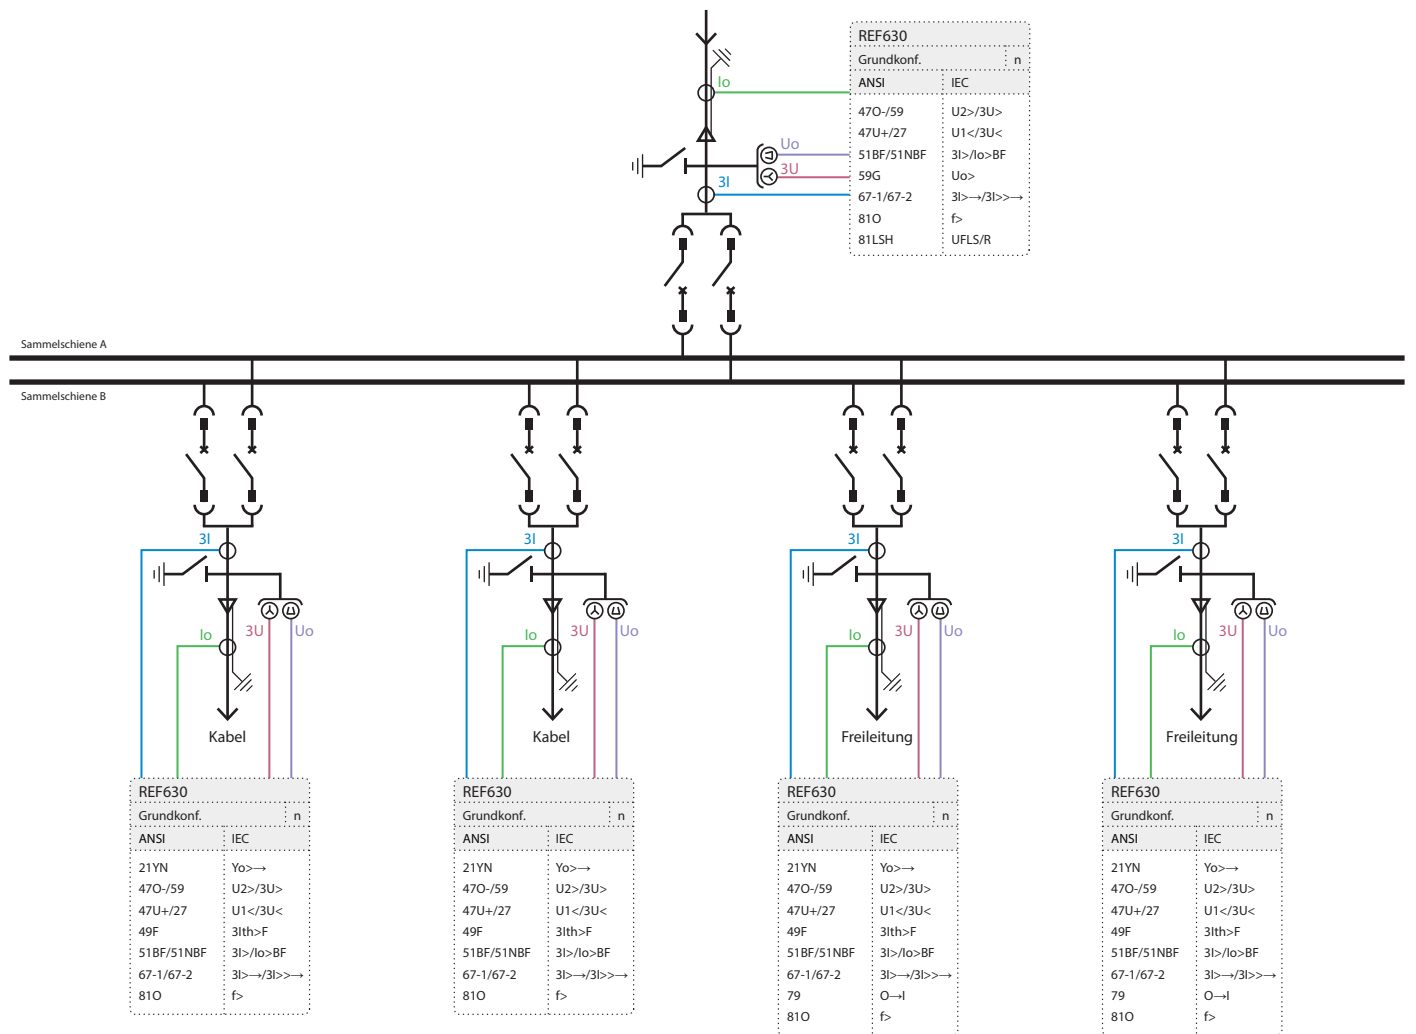 REF630
Grundkonf. n
ANSI IEC
47O-/59 U2>/3U>
47U+/27 U1</3U<
51BF/51NBF 3I>/Io>BF
59G Uo>
67-1/67-2 3I>→/3I>>→
81O f>
81LSH UFLS/R
Io
Uo
3U
3I
Sammelschiene A
Sammelschiene B
3I
Io
3U
Uo
Kabel
3I
Io
3U
Uo
Kabel
3I
Io
3U
Uo
Freileitung
3I
Io
3U
Uo
Freileitung
REF630
Grundkonf. n
ANSI IEC
21YN Yo>→
47O-/59 U2>/3U>
47U+/27 U1</3U<
49F 3Ith>F
51BF/51NBF 3I>/Io>BF
67-1/67-2 3I>→/3I>>→
81O f>
REF630
Grundkonf. n
ANSI IEC
21YN Yo>→
47O-/59 U2>/3U>
47U+/27 U1</3U<
49F 3Ith>F
51BF/51NBF 3I>/Io>BF
67-1/67-2 3I>→/3I>>→
81O f>
REF630
Grundkonf. n
ANSI IEC
21YN Yo>→
47O-/59 U2>/3U>
47U+/27 U1</3U<
49F 3Ith>F
51BF/51NBF 3I>/Io>BF
67-1/67-2 3I>→/3I>>→
79 O→I
81O f>
REF630
Grundkonf. n
ANSI IEC
21YN Yo>→
47O-/59 U2>/3U>
47U+/27 U1</3U<
49F 3Ith>F
51BF/51NBF 3I>/Io>BF
67-1/67-2 3I>→/3I>>→
79 O→I
81O f>